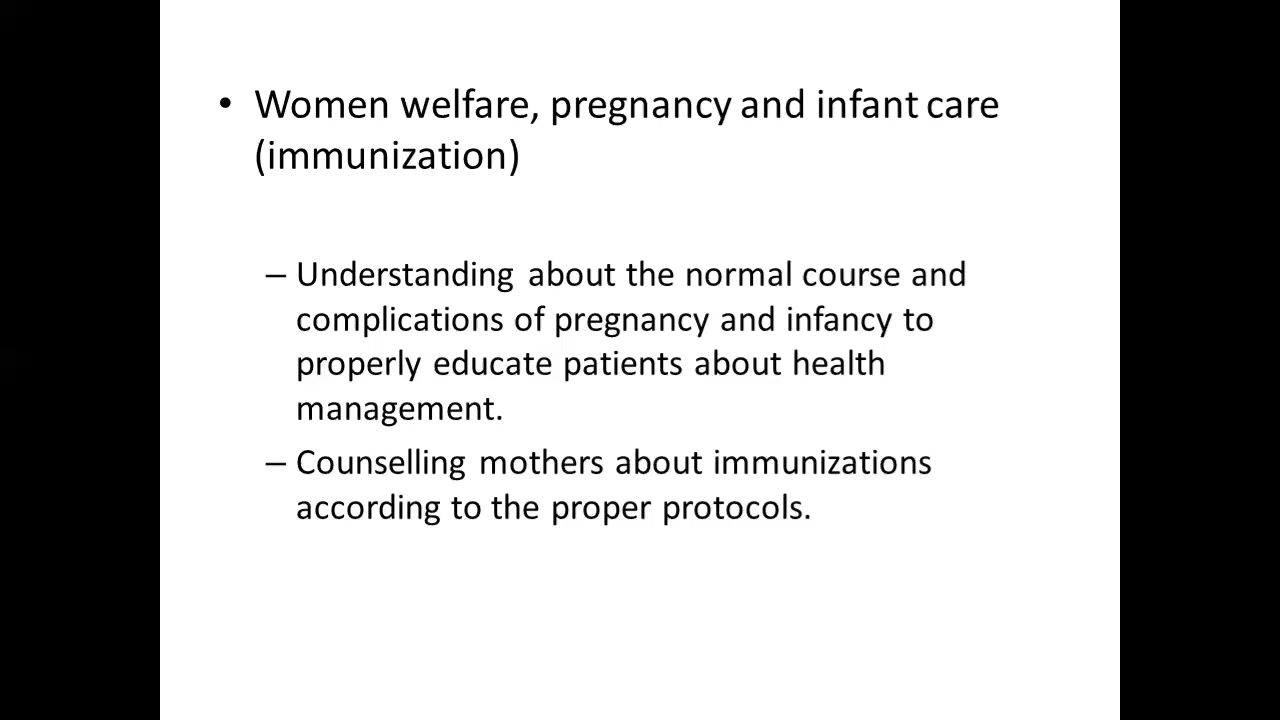 • Women welfare, pregnancy and infant care
(immunization)
– Understanding about the normal course and
complications of pregnancy and infancy to
properly educate patients about health
management.
– Counselling mothers about immunizations
according to the proper protocols.